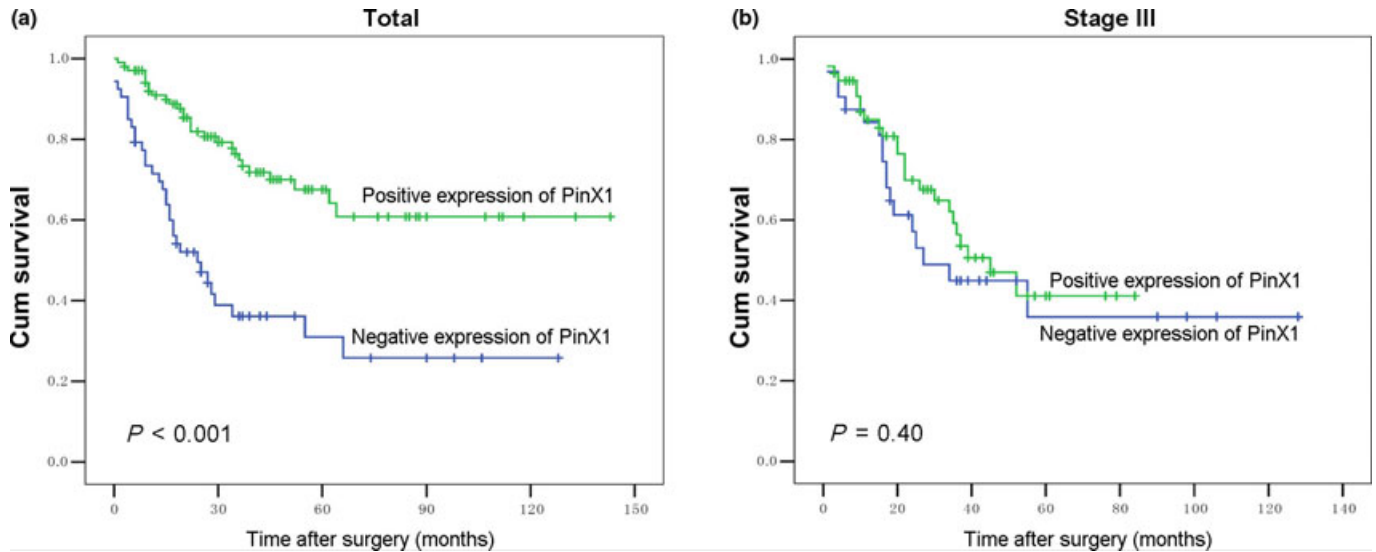 (a)
Total
1.0
0.8
0.6
0.4
0.2
0.0
Cum survival
Positive expression of PinX1
Negative expression of PinX1
P < 0.001
0 30 60 90 120 150
Time after surgery (months)
(b)
Stage III
1.0
0.8
0.6
0.4
0.2
0.0
Cum survival
Positive expression of PinX1
Negative expression of PinX1
P = 0.40
0 20 40 60 80 100 120 140
Time after surgery (months)